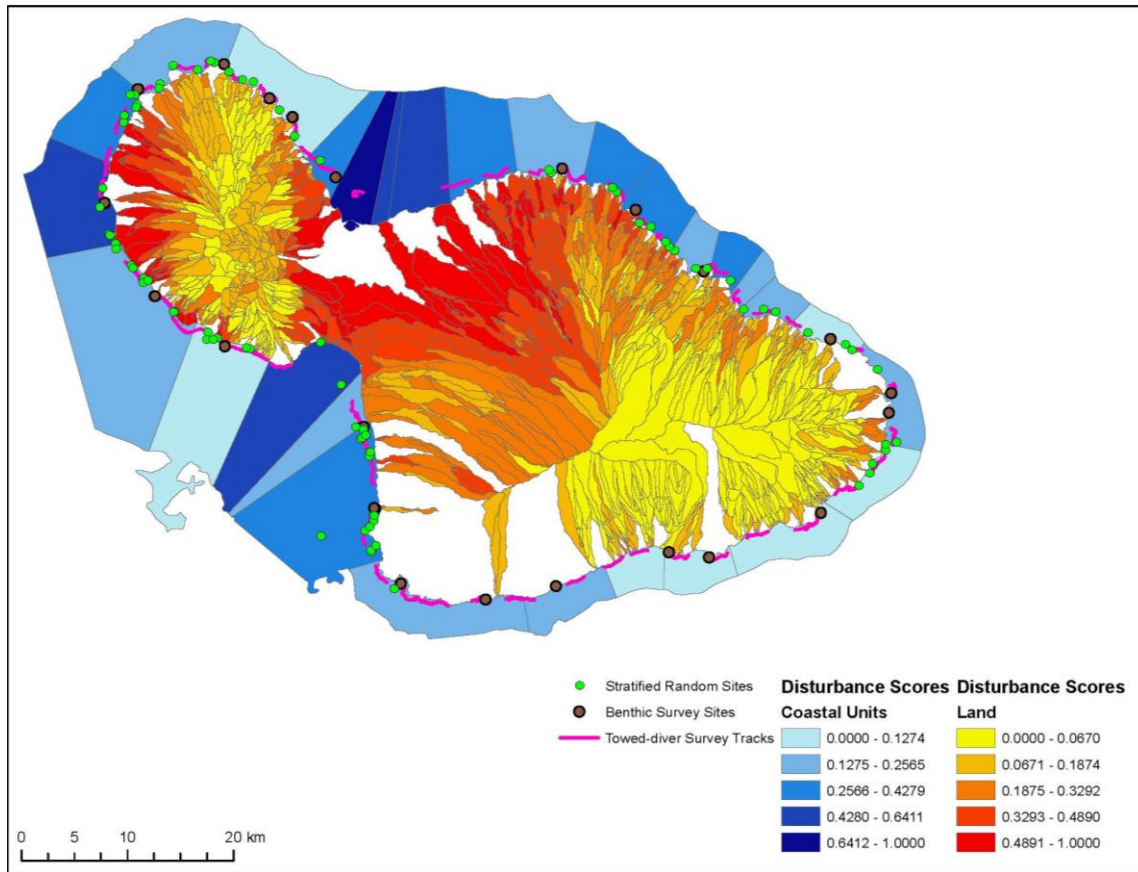 Stratified Random Sites
Benthic Survey Sites
Towed-diver Survey Tracks
Disturbance Scores
Coastal Units
0.0000 - 0.1274
0.1275 - 0.2565
0.2566 - 0.4279
0.4280 - 0.6411
0.6412 - 1.0000
Disturbance Scores
Land
0.0000 - 0.0670
0.0671 - 0.1874
0.1875 - 0.3292
0.3293 - 0.4890
0.4891 - 1.0000
0 5 10 20 km